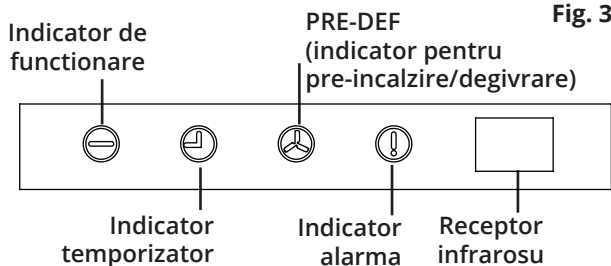 Fig. 3
Indicator de
functionare
PRE-DEF
(indicator pentru
pre-incalzire/degivrare)
Indicator
temporizator
Indicator
alarma
Receptor
infrarosu